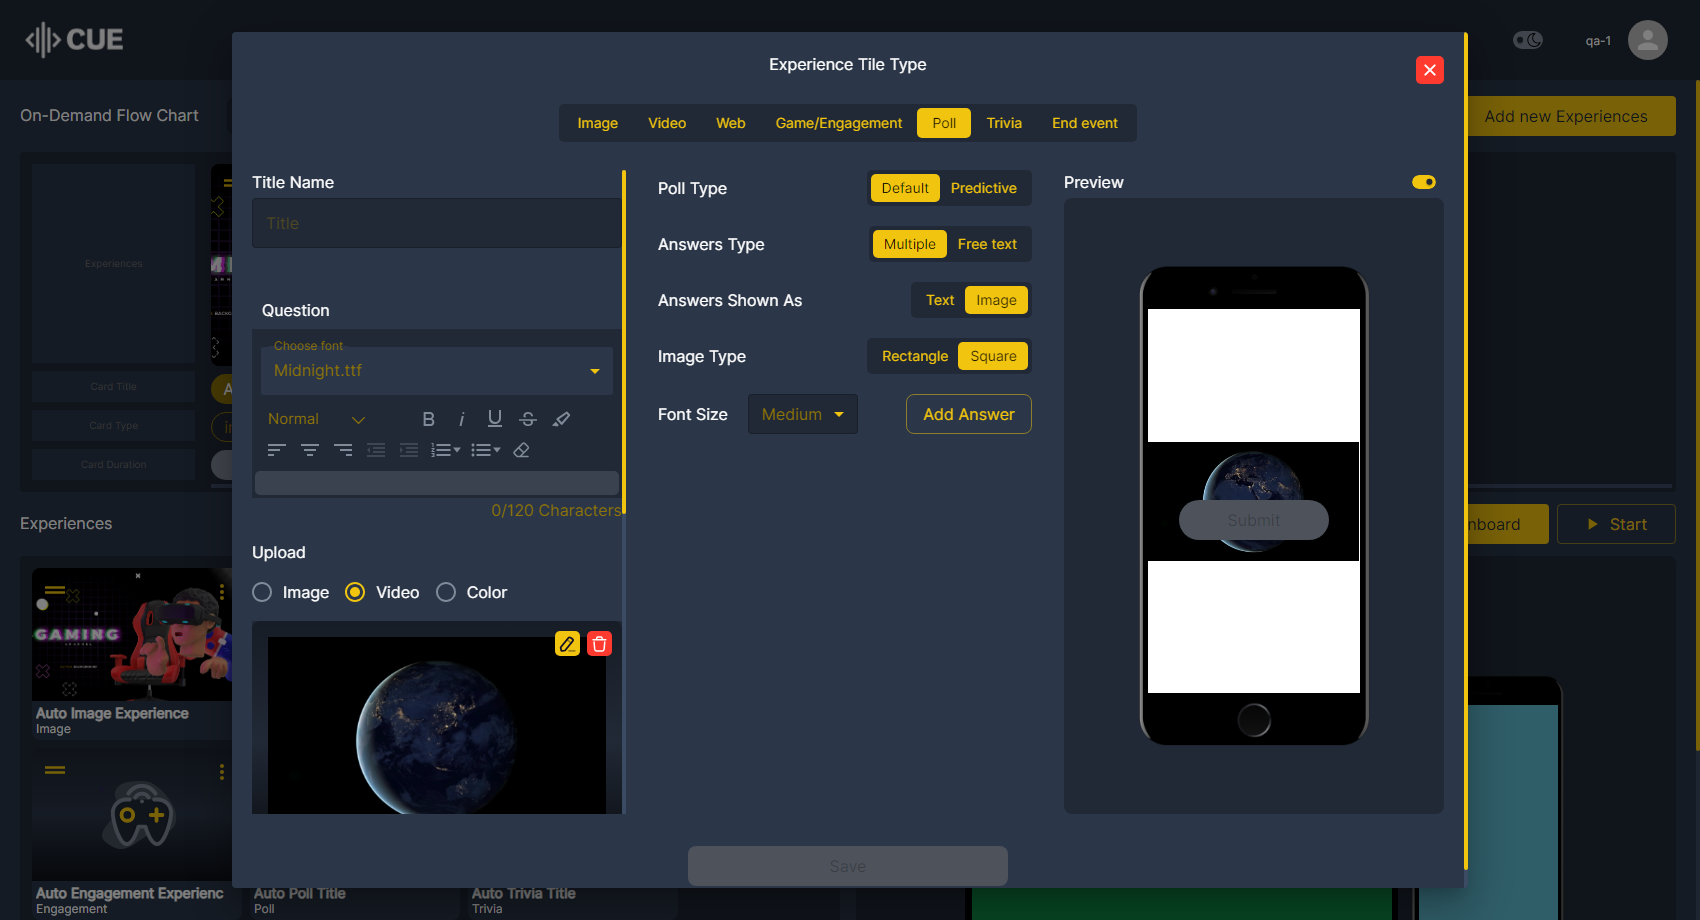 CUE
qa-1
On-Demand Flow Chart
Add new Experiences
Experiences
Card Title
Card Type
Card Duration
Experience Tile Type
Image
Video
Web
Game/Engagement
Poll
Trivia
End event
Title Name
Title
Question
Choose font
Midnight.ttf
Normal
0/120 Characters
Upload
Image
Video
Color
Poll Type
Default
Predictive
Answers Type
Multiple
Free text
Answers Shown As
Text
Image
Image Type
Rectangle
Square
Font Size
Medium
Add Answer
Preview
Submit
Save
Experiences
Start
GAMING
Auto Image Experience
Image
Auto Engagement Experienc
Engagement
Auto Poll Title
Poll
Auto Trivia Title
Trivia